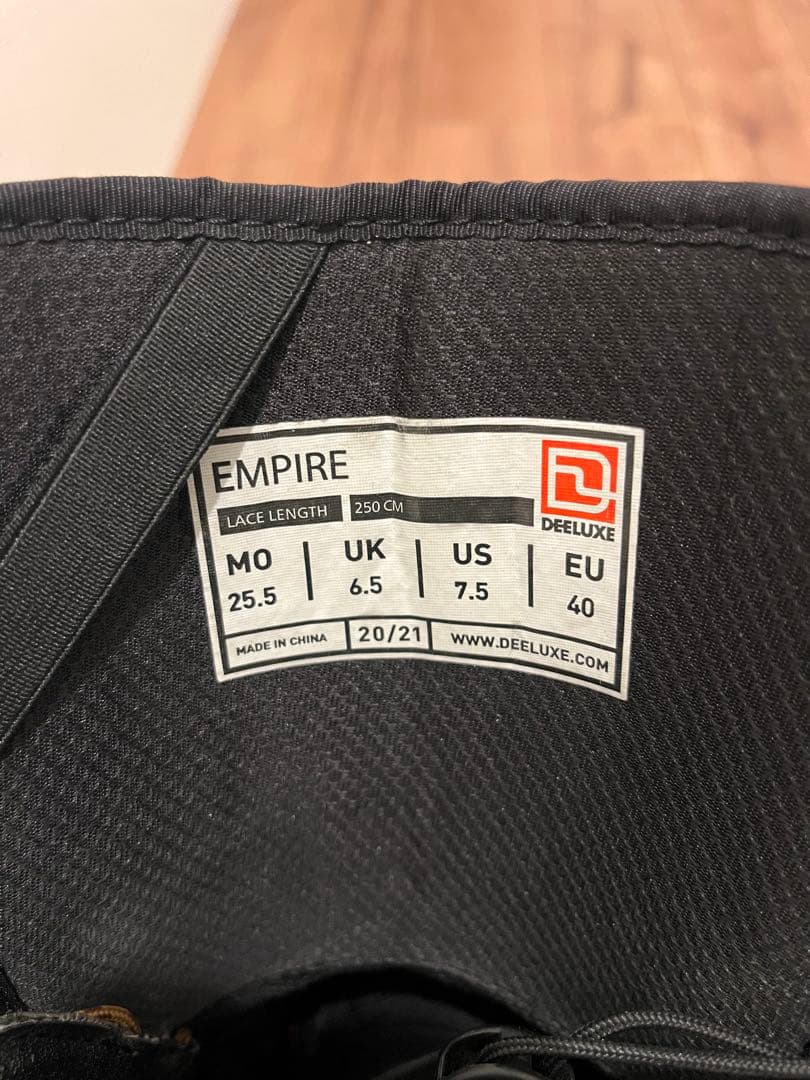 EMPIRE
LACE LENGTH 250 CM
DEELUXE
MO UK US EU
25.5 6.5 7.5 40
MADE IN CHINA 20/21 WWW.DEELUXE.COM